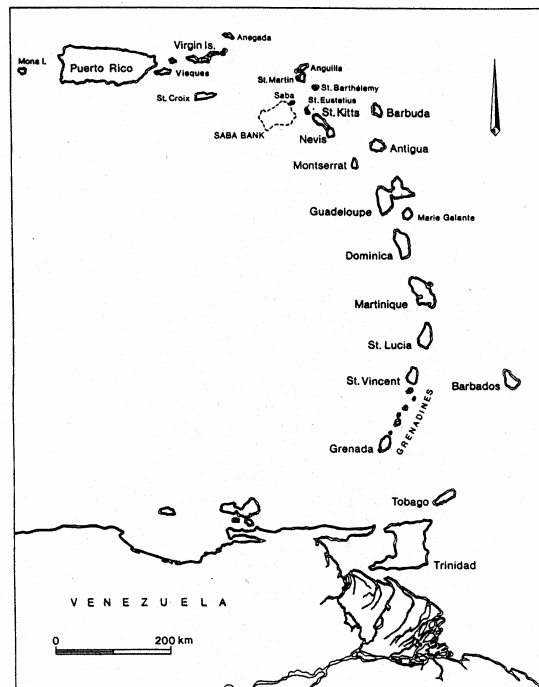 Anegada
Virgin Is.
Mona I.
Puerto Rico
Vieques
St. Croix
Anguilla
St. Martin
St. Barthélemy
Saba
St. Eustatius
St. Kitts
SABA BANK
Nevis
Barbuda
Antigua
Montserrat
Guadeloupe
Marie Galante
Dominica
Martinique
St. Lucia
St. Vincent
Barbados
GRENADINES
Grenada
Tobago
Trinidad
VENEZUELA
0 200 km